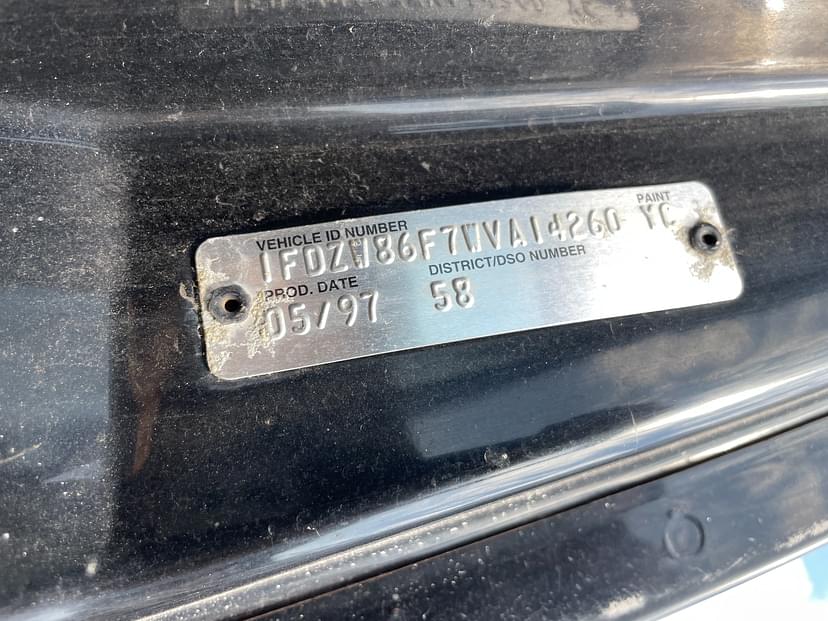 VEHICLE ID NUMBER PAINT
1FDZW86F7WVA14260 YC
PROD. DATE DISTRICT/DSO NUMBER
05/97 58